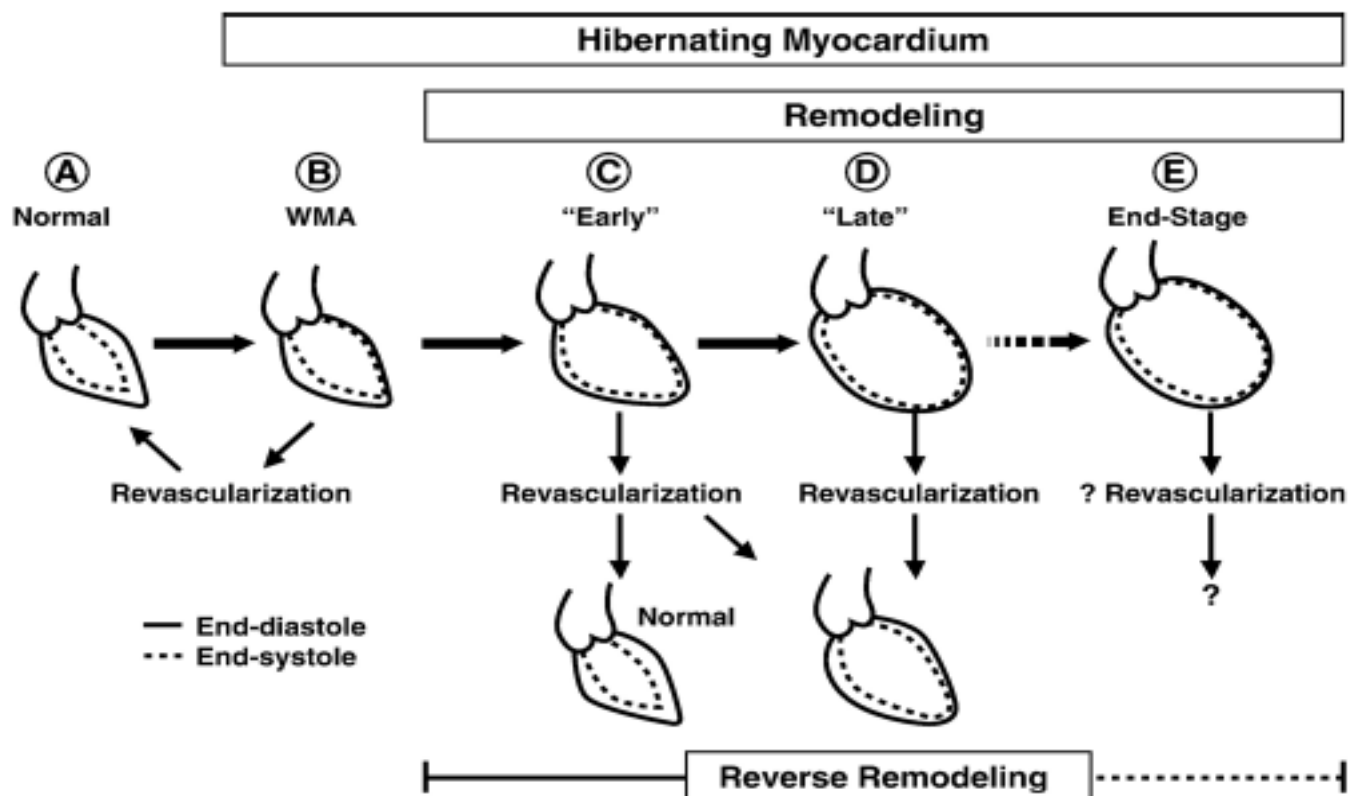 Hibernating Myocardium
Remodeling
A B C D E
Normal WMA “Early” “Late” End-Stage
Revascularization Revascularization Revascularization ? Revascularization
Normal ?
End-diastole
End-systole
Reverse Remodeling